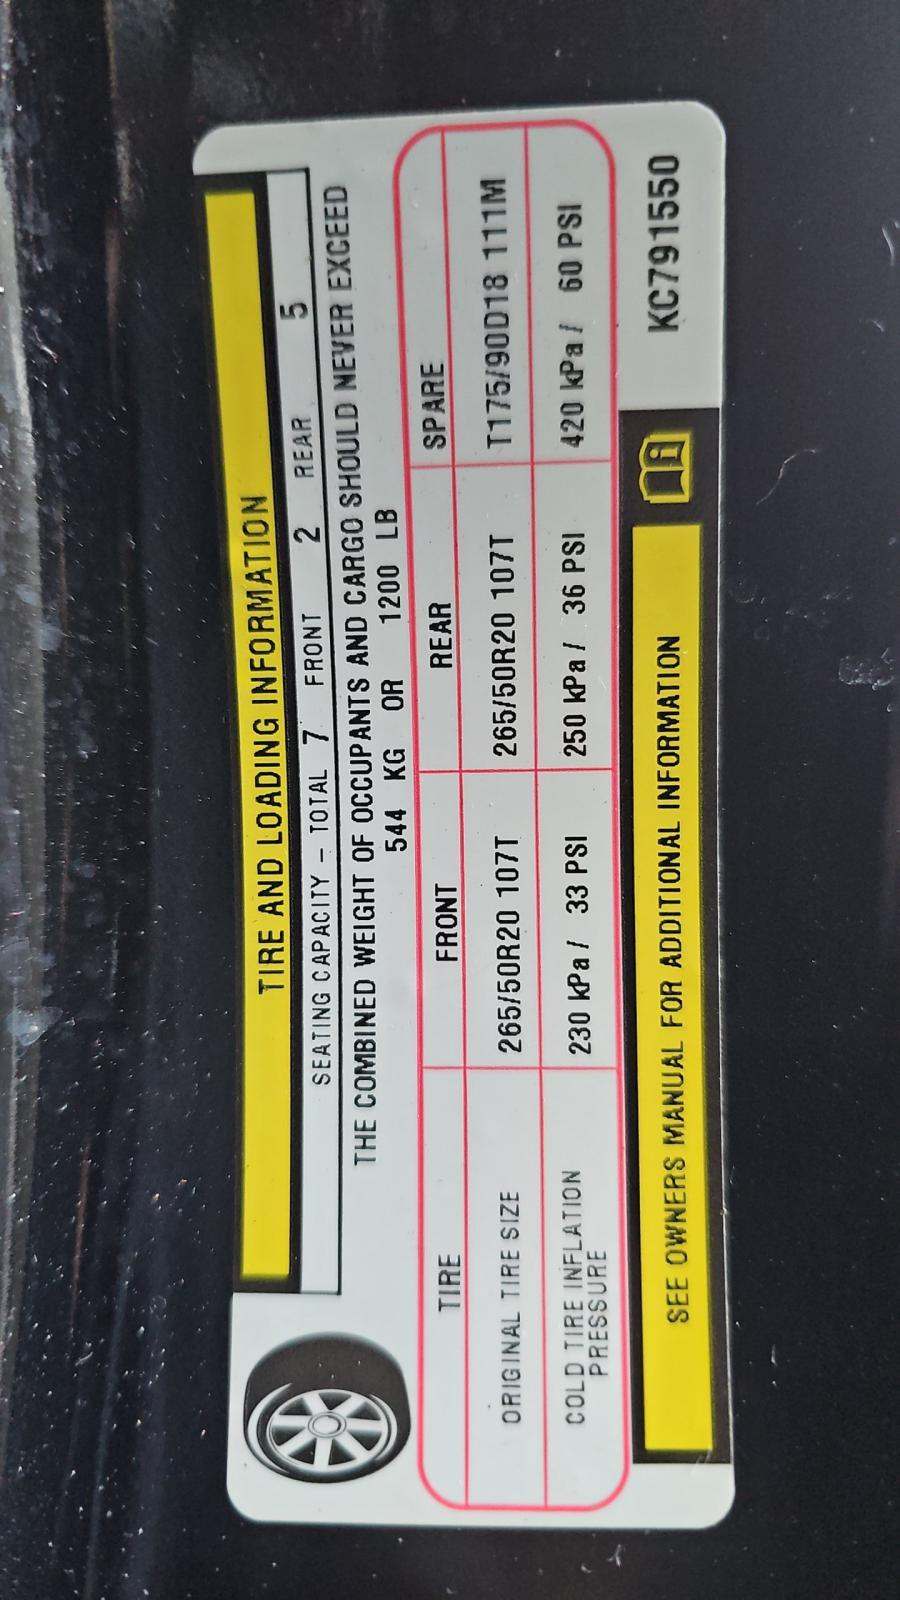 TIRE AND LOADING INFORMATION
SEATING CAPACITY - TOTAL 7 FRONT 2 REAR 5
THE COMBINED WEIGHT OF OCCUPANTS AND CARGO SHOULD NEVER EXCEED
544 KG OR 1200 LB
TIRE FRONT REAR SPARE
ORIGINAL TIRE SIZE 265/50R20 107T 265/50R20 107T T175/90D18 111M
COLD TIRE INFLATION PRESSURE 230 kPa / 33 PSI 250 kPa / 36 PSI 420 kPa / 60 PSI
SEE OWNERS MANUAL FOR ADDITIONAL INFORMATION KC791550